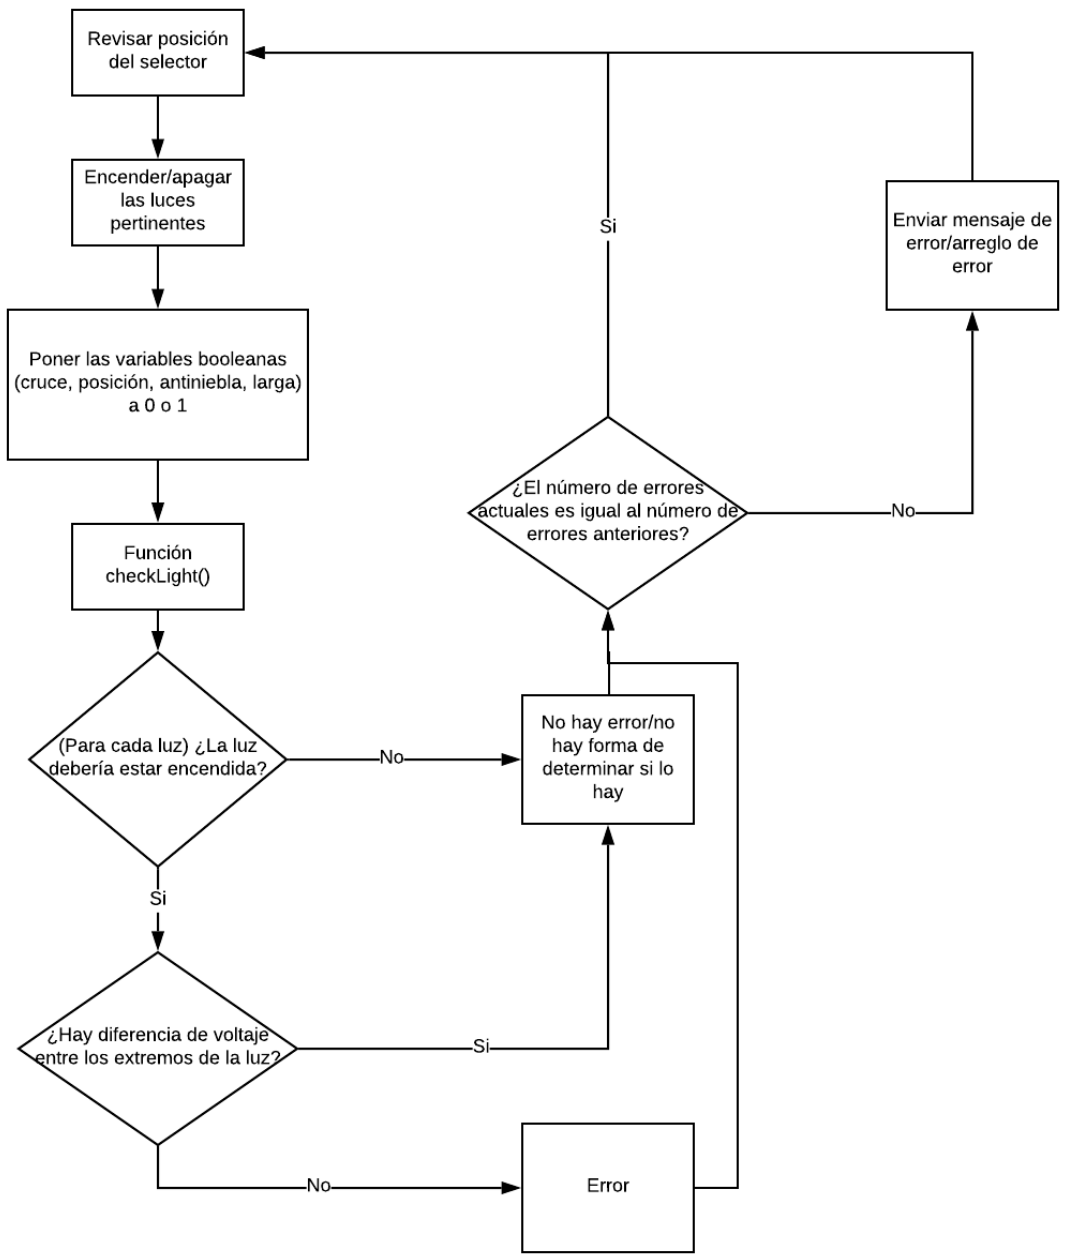 Revisar posición
del selector
Encender/apagar
las luces
pertinentes
Poner las variables booleanas
(cruce, posición, antiniebla, larga)
a 0 o 1
Función
checkLight()
(Para cada luz) ¿La luz
debería estar encendida?
No
Si
¿Hay diferencia de voltaje
entre los extremos de la luz?
Si
No
Error
No hay error/no
hay forma de
determinar si lo
hay
¿El número de errores
actuales es igual al número de
errores anteriores?
Si
No
Enviar mensaje de
error/arreglo de
error